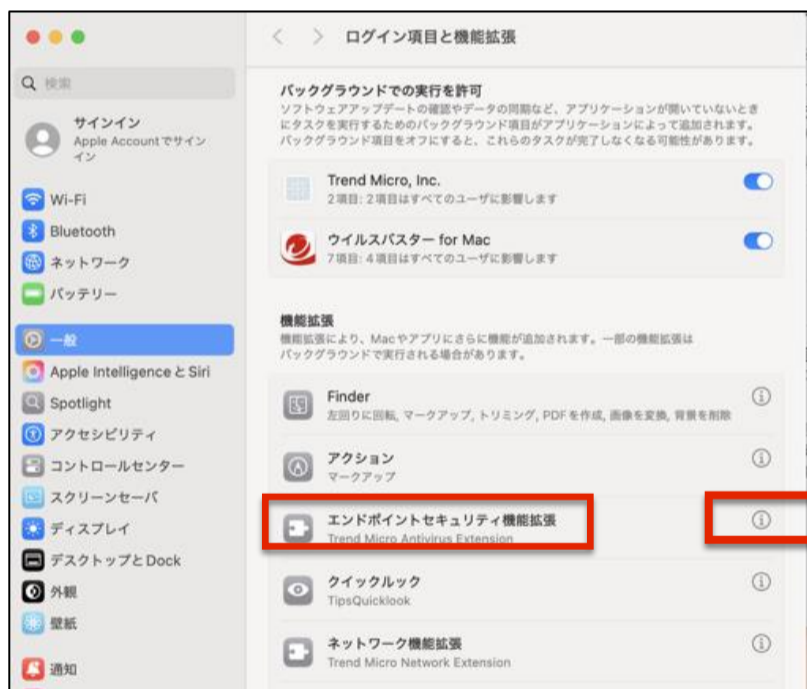 ログイン項目と機能拡張
検索
サインイン
Apple Accountでサイン
イン
Wi-Fi
Bluetooth
ネットワーク
バッテリー
一般
Apple Intelligence と Siri
Spotlight
アクセシビリティ
コントロールセンター
スクリーンセーバ
ディスプレイ
デスクトップとDock
外観
壁紙
通知
バックグラウンドでの実行を許可
ソフトウェアアップデートの確認やデータの同期など、アプリケーションが開いていないとき
にタスクを実行するためのバックグラウンド項目がアプリケーションによって追加されます。
バックグラウンド項目をオフにすると、これらのタスクが完了しなくなる可能性があります。
Trend Micro, Inc.
2項目: 2項目はすべてのユーザに影響します
ウイルスバスター for Mac
7項目: 4項目はすべてのユーザに影響します
機能拡張
機能拡張により、Macやアプリにさらに機能が追加されます。一部の機能拡張は
バックグラウンドで実行される場合があります。
Finder
左回りに回転, マークアップ, トリミング, PDFを作成, 画像を変換, 背景を削除
アクション
マークアップ
エンドポイントセキュリティ機能拡張
Trend Micro Antivirus Extension
クイックルック
TipsQuicklook
ネットワーク機能拡張
Trend Micro Network Extension